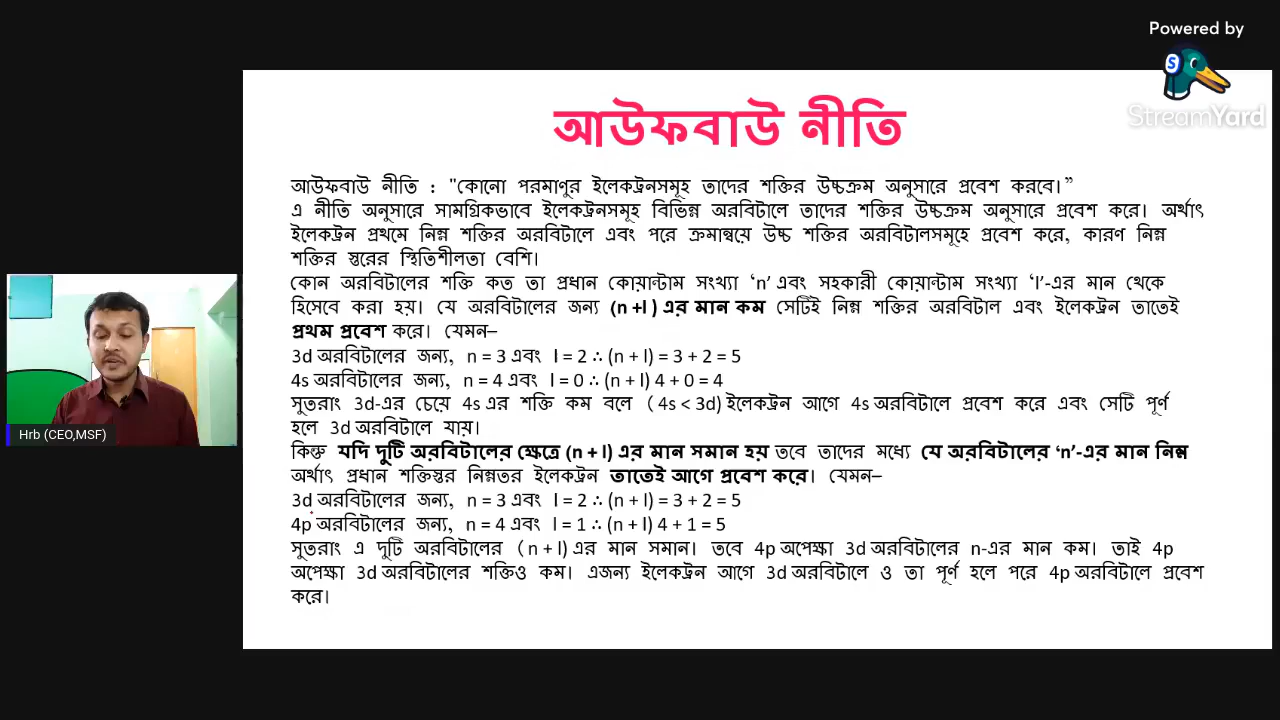 Powered by
StreamYard
আউফবাউ নীতি
আউফবাউ নীতি : "কোনো পরমাণুর ইলেকট্রনসমূহ তাদের শক্তির উচ্চক্রম অনুসারে প্রবেশ করবে।”
এ নীতি অনুসারে সামগ্রিকভাবে ইলেকট্রনসমূহ বিভিন্ন অরবিটালে তাদের শক্তির উচ্চক্রম অনুসারে প্রবেশ করে। অর্থাৎ
ইলেকট্রন প্রথমে নিম্ন শক্তির অরবিটালে এবং পরে ক্রমান্বয়ে উচ্চ শক্তির অরবিটালসমূহে প্রবেশ করে, কারণ নিম্ন
শক্তির স্তরের স্থিতিশীলতা বেশি।
কোন অরবিটালের শক্তি কত তা প্রধান কোয়ান্টাম সংখ্যা ‘n’ এবং সহকারী কোয়ান্টাম সংখ্যা ‘l’-এর মান থেকে
হিসেবে করা হয়। যে অরবিটালের জন্য (n +l ) এর মান কম সেটিই নিম্ন শক্তির অরবিটাল এবং ইলেকট্রন তাতেই
প্রথম প্রবেশ করে। যেমন–
3d অরবিটালের জন্য, n = 3 এবং l = 2 ∴ (n + l) = 3 + 2 = 5
4s অরবিটালের জন্য, n = 4 এবং l = 0 ∴ (n + l) 4 + 0 = 4
সুতরাং 3d-এর চেয়ে 4s এর শক্তি কম বলে ( 4s < 3d) ইলেকট্রন আগে 4s অরবিটালে প্রবেশ করে এবং সেটি পূর্ণ
হলে 3d অরবিটালে যায়।
কিন্তু যদি দুটি অরবিটালের ক্ষেত্রে (n + l) এর মান সমান হয় তবে তাদের মধ্যে যে অরবিটালের ‘n’-এর মান নিম্ন
অর্থাৎ প্রধান শক্তিস্তর নিম্নতর ইলেকট্রন তাতেই আগে প্রবেশ করে। যেমন–
3d অরবিটালের জন্য, n = 3 এবং l = 2 ∴ (n + l) = 3 + 2 = 5
4p অরবিটালের জন্য, n = 4 এবং l = 1 ∴ (n + l) 4 + 1 = 5
সুতরাং এ দুটি অরবিটালের ( n + l) এর মান সমান। তবে 4p অপেক্ষা 3d অরবিটালের n-এর মান কম। তাই 4p
অপেক্ষা 3d অরবিটালের শক্তিও কম। এজন্য ইলেকট্রন আগে 3d অরবিটালে ও তা পূর্ণ হলে পরে 4p অরবিটালে প্রবেশ
করে।
Hrb (CEO,MSF)